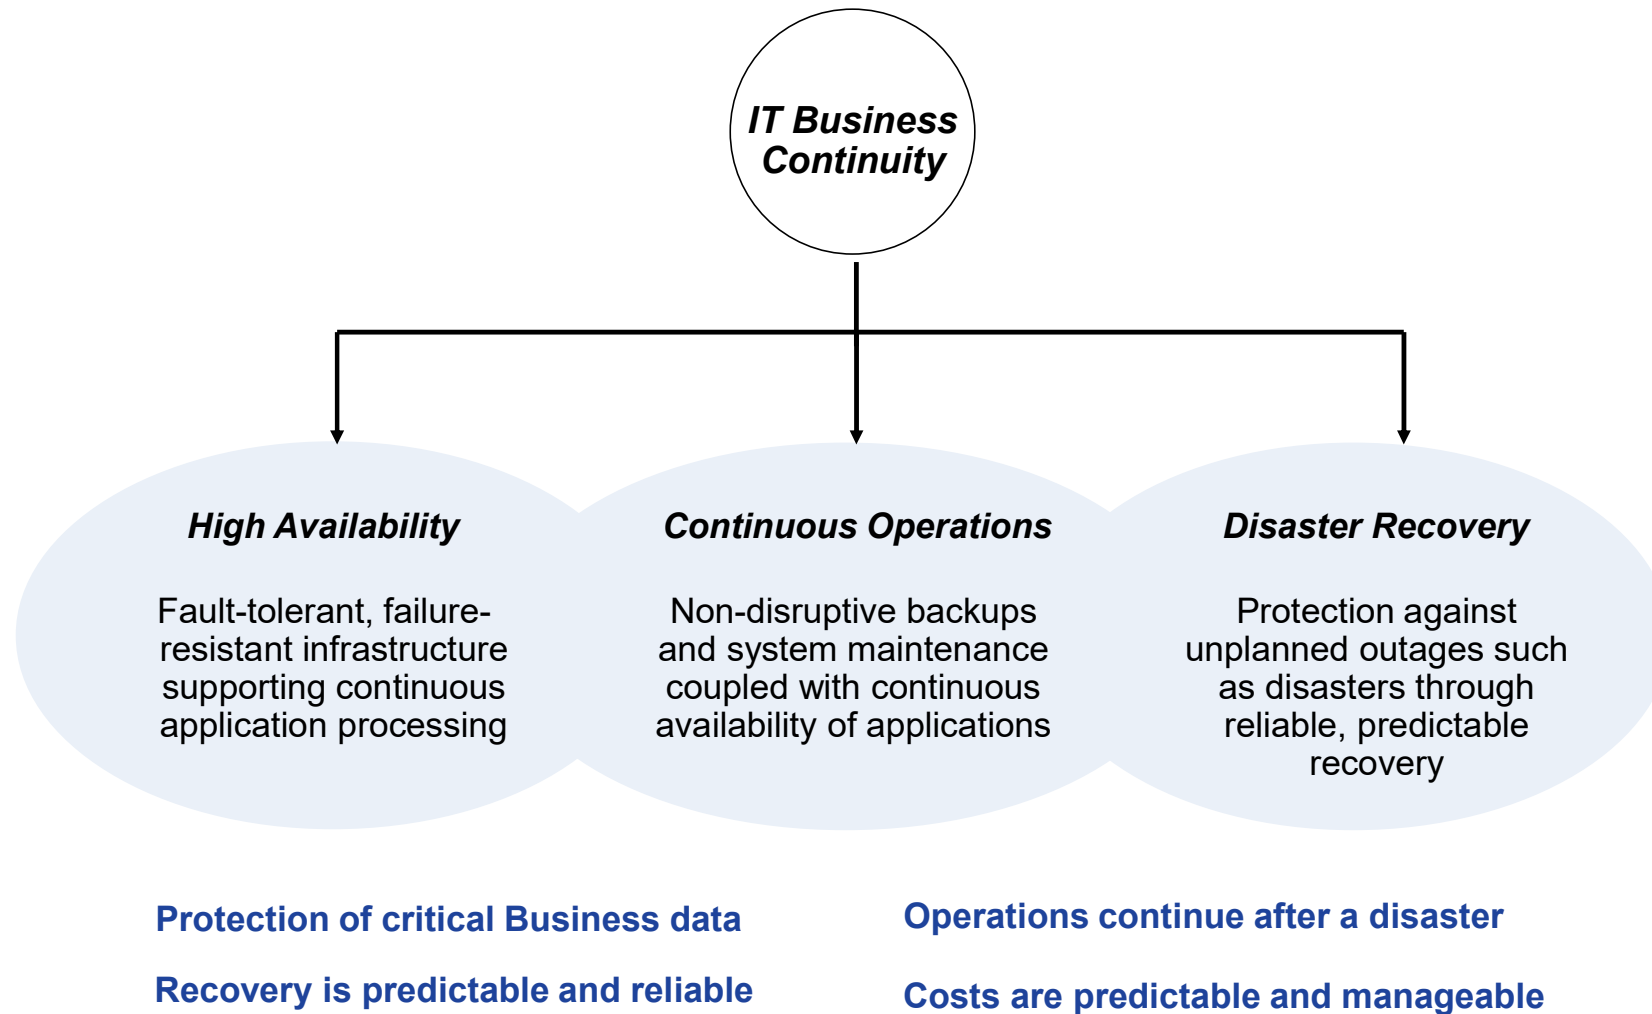 IT Business
Continuity
High Availability
Fault-tolerant, failure-
resistant infrastructure
supporting continuous
application processing
Continuous Operations
Non-disruptive backups
and system maintenance
coupled with continuous
availability of applications
Disaster Recovery
Protection against
unplanned outages such
as disasters through
reliable, predictable
recovery
Protection of critical Business data
Operations continue after a disaster
Recovery is predictable and reliable
Costs are predictable and manageable